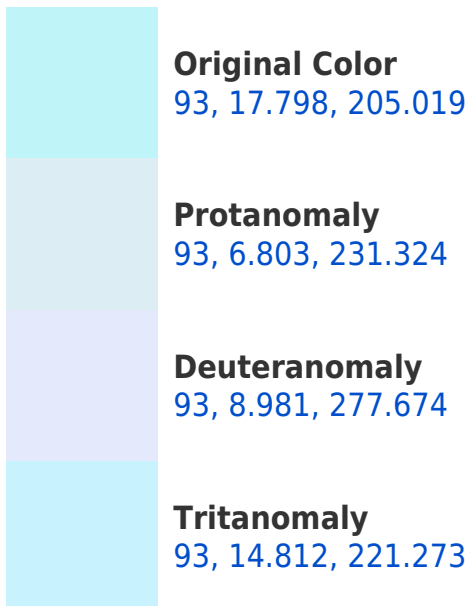 Original Color
93, 17.798, 205.019
Protanomaly
93, 6.803, 231.324
Deuteranomaly
93, 8.981, 277.674
Tritanomaly
93, 14.812, 221.273